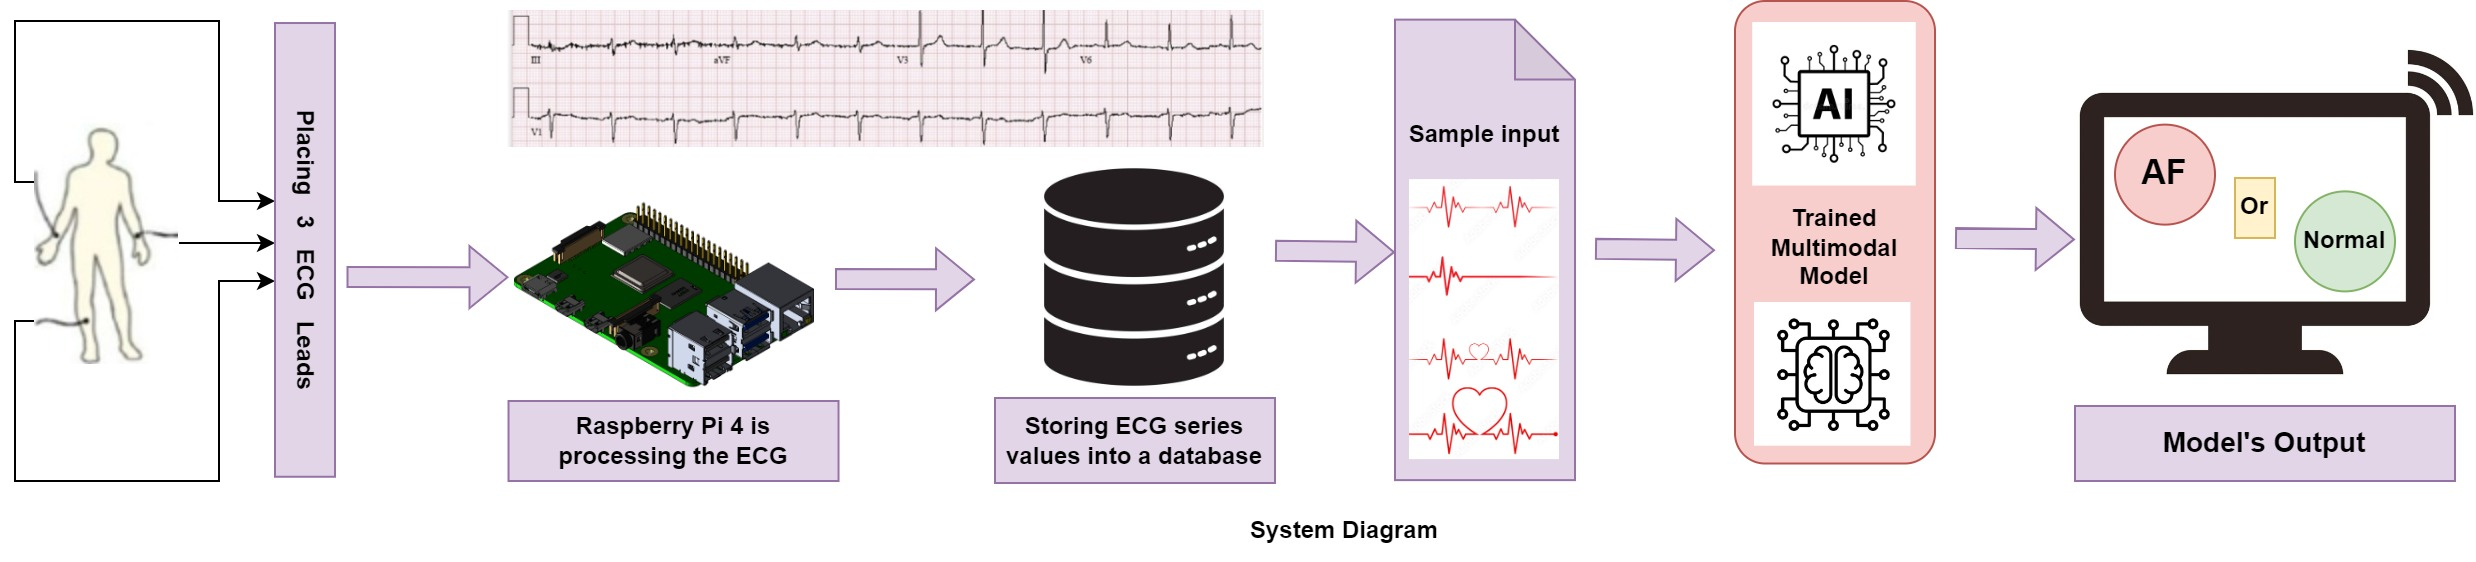 Placing 3 ECG Leads
III
aVF
V3
V6
V1
Raspberry Pi 4 is
processing the ECG
Storing ECG series
values into a database
Sample input
AI
Trained
Multimodal
Model
AF
Or
Normal
Model's Output
System Diagram